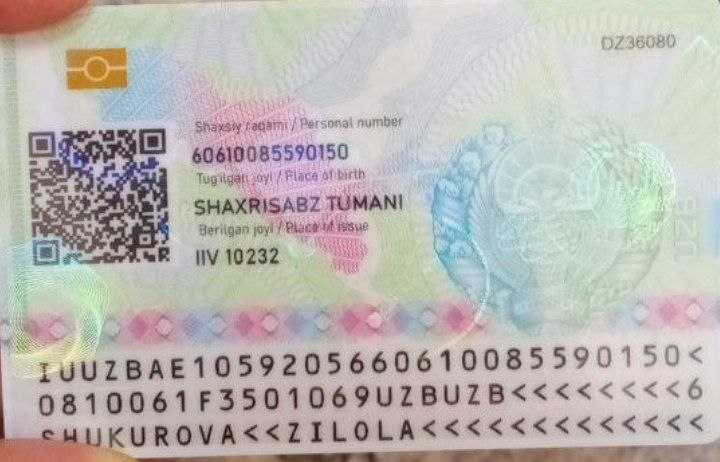 DZ36080
Shaxsiy raqami / Personal number
60610085590150
Tug'ilgan joyi / Place of birth
SHAXRISABZ TUMANI
Berilgan joyi / Place of issue
IIV 10232
UZB
IUUZBAE1059205660610085590150<
0810061F3501069UZBUZB<<<<<<<<6
SHUKUROVA<<ZILOLA<<<<<<<<<<<<<